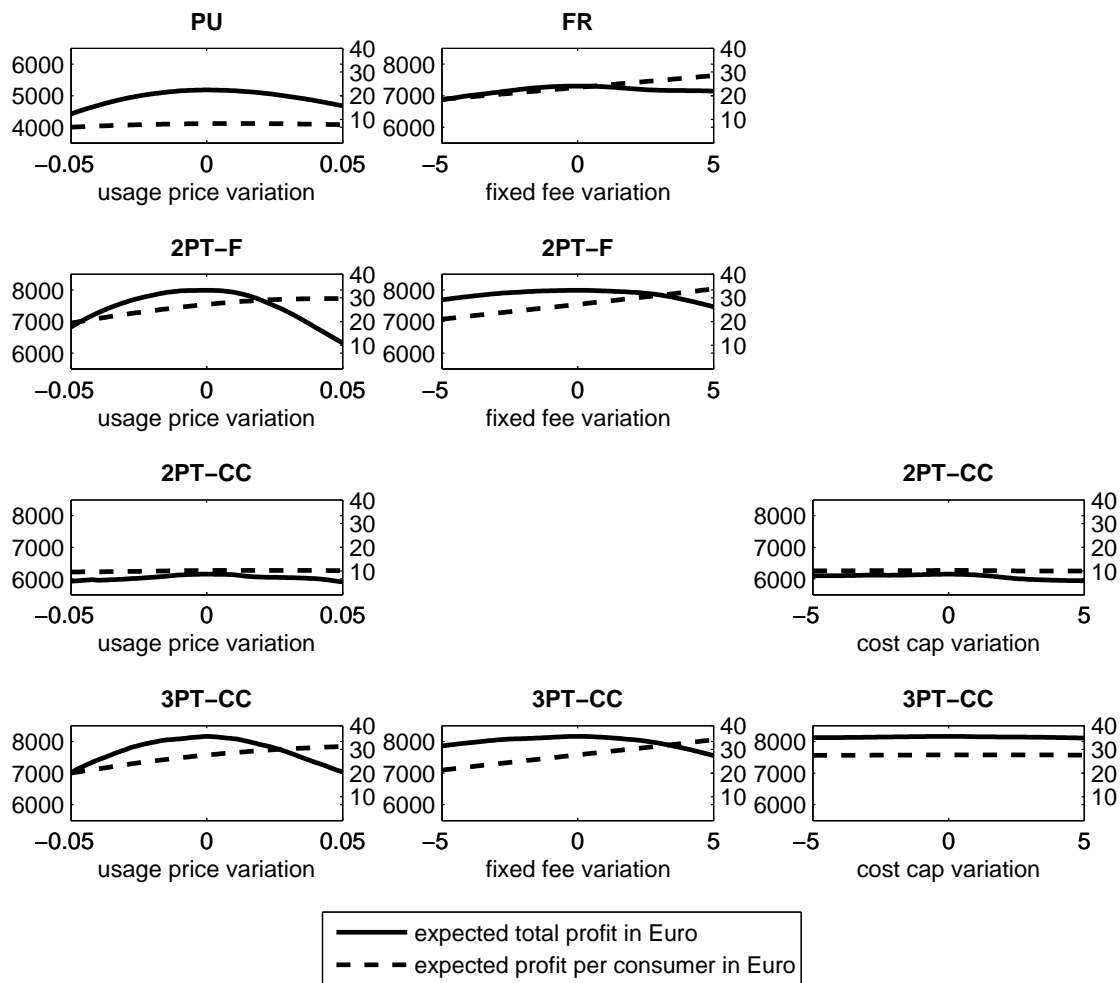 PU FR
6000 40 40
5000 30 8000 30
4000 20 7000 20
10 6000 10
−0.05 0 0.05 −5 0 5
usage price variation fixed fee variation
2PT−F 2PT−F
8000 40 8000 40
7000 30 7000 30
6000 20 6000 20
10 10
−0.05 0 0.05 −5 0 5
usage price variation fixed fee variation
2PT−CC 2PT−CC
8000 40 8000 40
7000 30 7000 30
6000 20 6000 20
10 10
−0.05 0 0.05 −5 0 5
usage price variation cost cap variation
3PT−CC 3PT−CC 3PT−CC
8000 40 8000 40 8000 40
7000 30 7000 30 7000 30
6000 20 6000 20 6000 20
10 10 10
−0.05 0 0.05 −5 0 5 −5 0 5
usage price variation fixed fee variation cost cap variation
expected total profit in Euro
expected profit per consumer in Euro